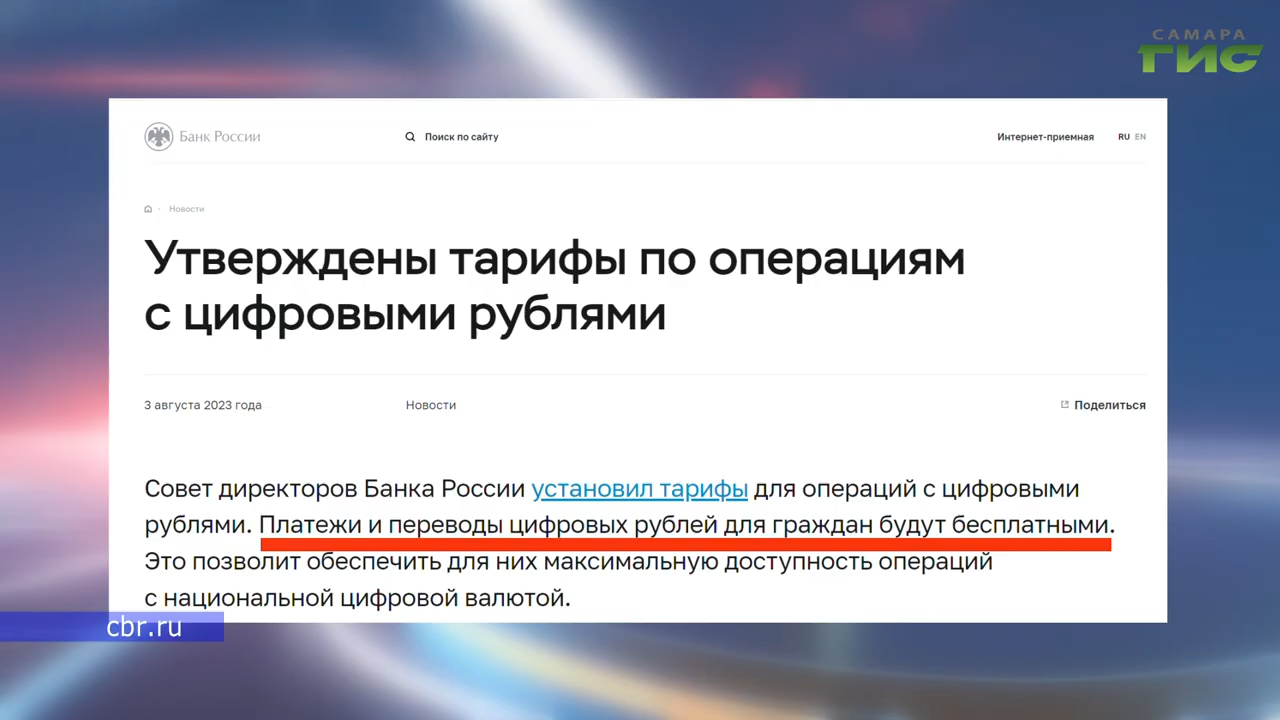 САМАРА
ГИС
Банк России
Поиск по сайту
Интернет-приемная
RU EN
Новости
Утверждены тарифы по операциям
с цифровыми рублями
3 августа 2023 года
Новости
Поделиться
Совет директоров Банка России установил тарифы для операций с цифровыми
рублями. Платежи и переводы цифровых рублей для граждан будут бесплатными.
Это позволит обеспечить для них максимальную доступность операций
с национальной цифровой валютой.
cbr.ru